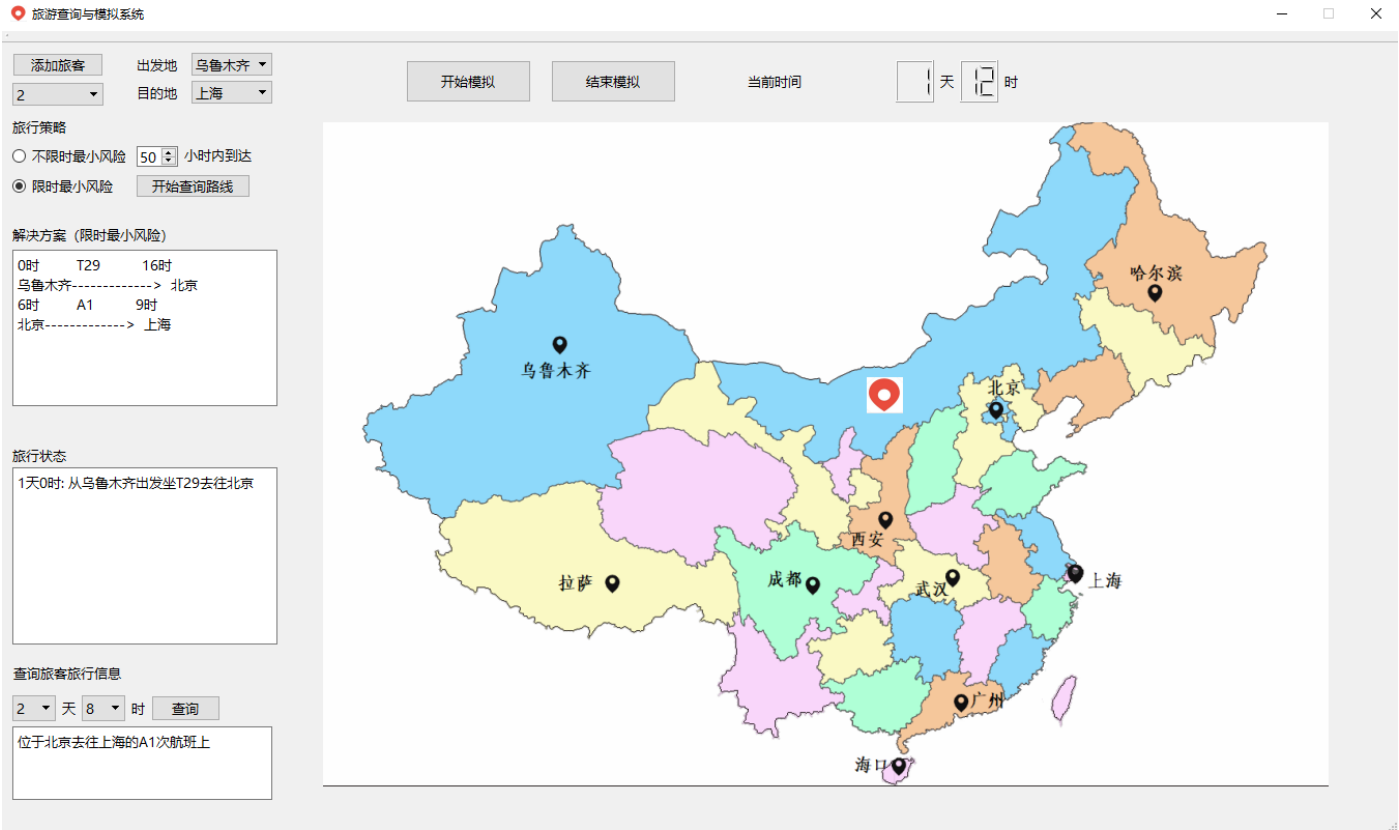 旅游查询与模拟系统
添加旅客 出发地 乌鲁木齐
2 目的地 上海
开始模拟 结束模拟 当前时间 1 天 12 时
旅行策略
不限时最小风险 50 小时内到达
限时最小风险 开始查询路线
解决方案（限时最小风险）
0时 T29 16时
乌鲁木齐-------------> 北京
6时 A1 9时
北京-------------> 上海
旅行状态
1天0时: 从乌鲁木齐出发坐T29去往北京
查询旅客旅行信息
2 天 8 时 查询
位于北京去往上海的A1次航班上
哈尔滨
乌鲁木齐
北京
西安
拉萨
成都
武汉
上海
广州
海口